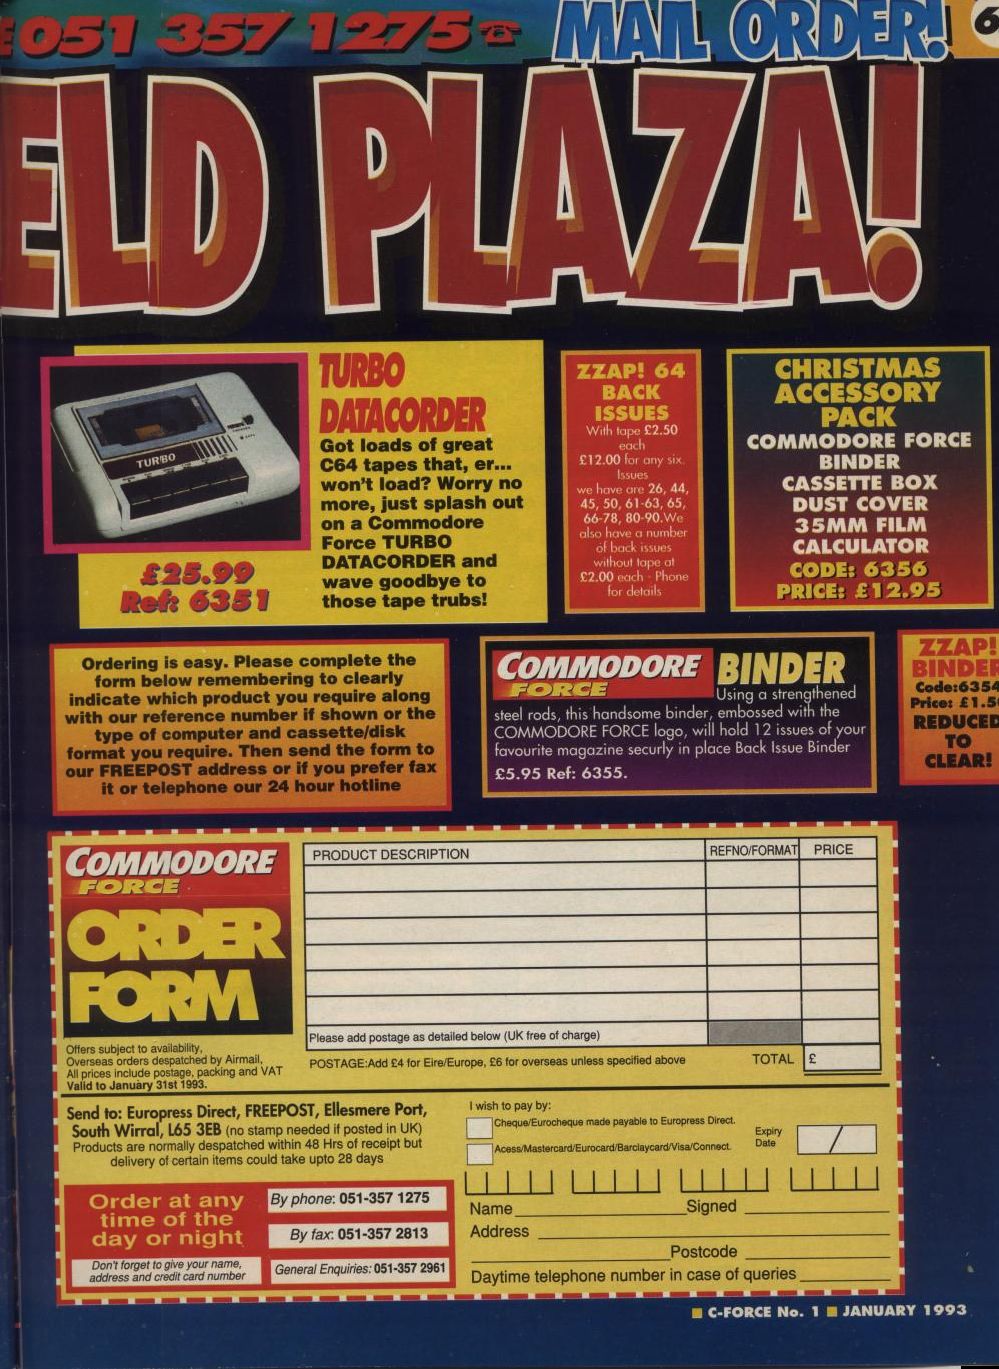 E 051 357 1275 ☎
MAIL ORDER!
ELD PLAZA!
TURBO
TURBO
DATACORDER
Got loads of great
C64 tapes that, er...
won't load? Worry no
more, just splash out
on a Commodore
Force TURBO
DATACORDER and
wave goodbye to
those tape trubs!
£25.99
Ref: 6351
ZZAP! 64
BACK
ISSUES
With tape £2.50
each
£12.00 for any six.
Issues
we have are 26, 44,
45, 50, 61-63, 65,
66-78, 80-90.We
also have a number
of back issues
without tape at
£2.00 each - Phone
for details
CHRISTMAS
ACCESSORY
PACK
COMMODORE FORCE
BINDER
CASSETTE BOX
DUST COVER
35MM FILM
CALCULATOR
CODE: 6356
PRICE: £12.95
Ordering is easy. Please complete the
form below remembering to clearly
indicate which product you require along
with our reference number if shown or the
type of computer and cassette/disk
format you require. Then send the form to
our FREEPOST address or if you prefer fax
it or telephone our 24 hour hotline
COMMODORE
FORCE
BINDER
Using a strengthened
steel rods, this handsome binder, embossed with the
COMMODORE FORCE logo, will hold 12 issues of your
favourite magazine securly in place Back Issue Binder
£5.95 Ref: 6355.
ZZAP!
BINDER
Code:6354
Price: £1.50
REDUCED
TO
CLEAR!
COMMODORE
FORCE
ORDER
FORM
PRODUCT DESCRIPTION REFNO/FORMAT PRICE
Please add postage as detailed below (UK free of charge)
POSTAGE:Add £4 for Eire/Europe, £6 for overseas unless specified above TOTAL £
Offers subject to availability,
Overseas orders despatched by Airmail,
All prices include postage, packing and VAT
Valid to January 31st 1993.
Send to: Europress Direct, FREEPOST, Ellesmere Port,
South Wirral, L65 3EB (no stamp needed if posted in UK)
Products are normally despatched within 48 Hrs of receipt but
delivery of certain items could take upto 28 days
Order at any
time of the
day or night
Don't forget to give your name,
address and credit card number
By phone: 051-357 1275
By fax: 051-357 2813
General Enquiries: 051-357 2961
I wish to pay by:
Cheque/Eurocheque made payable to Europress Direct.
Acess/Mastercard/Eurocard/Barclaycard/Visa/Connect.
Expiry
Date
/
Name Signed
Address
Postcode
Daytime telephone number in case of queries
C-FORCE No. 1 JANUARY 1993